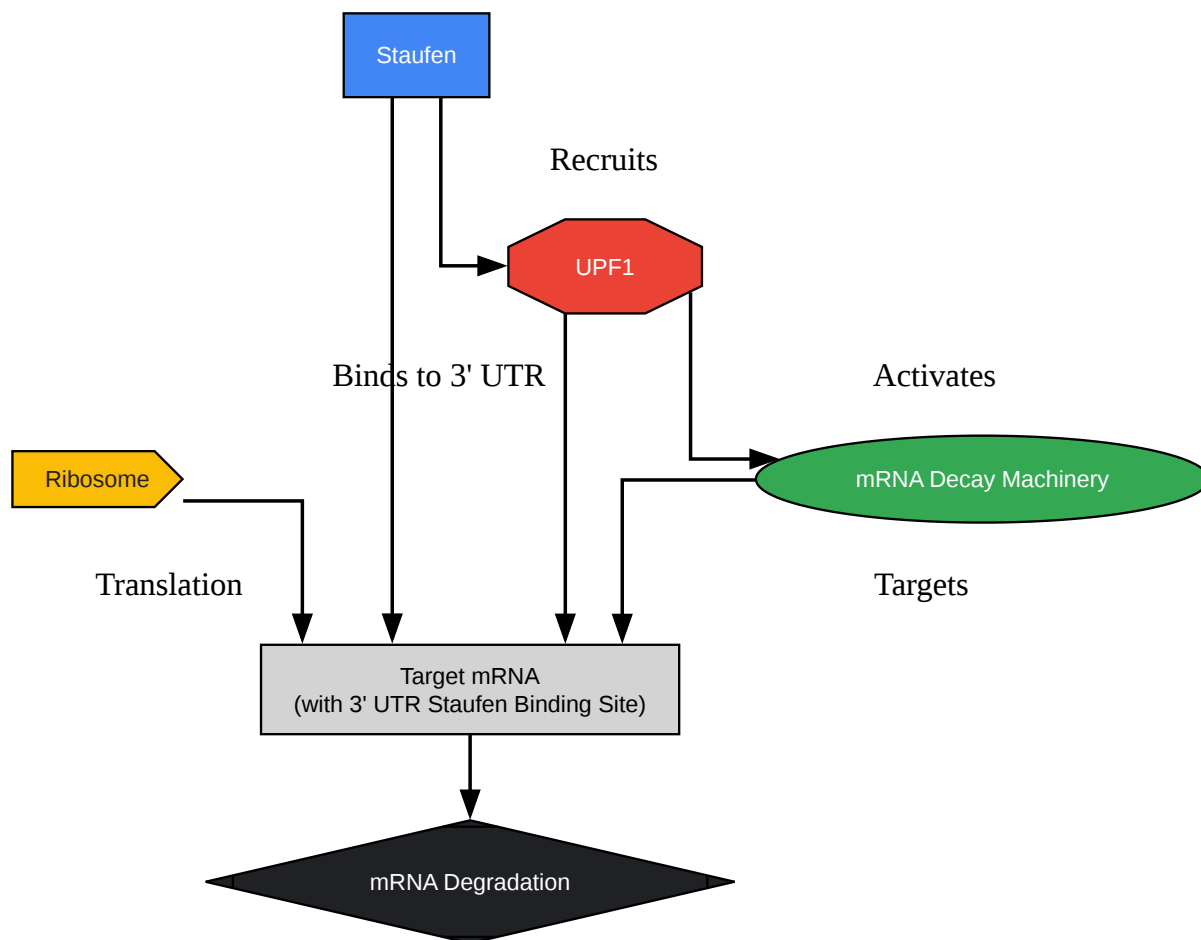 Staufen
Recruits
UPF1
Binds to 3' UTR
Activates
Ribosome
mRNA Decay Machinery
Translation
Targets
Target mRNA
(with 3' UTR Staufen Binding Site)
mRNA Degradation